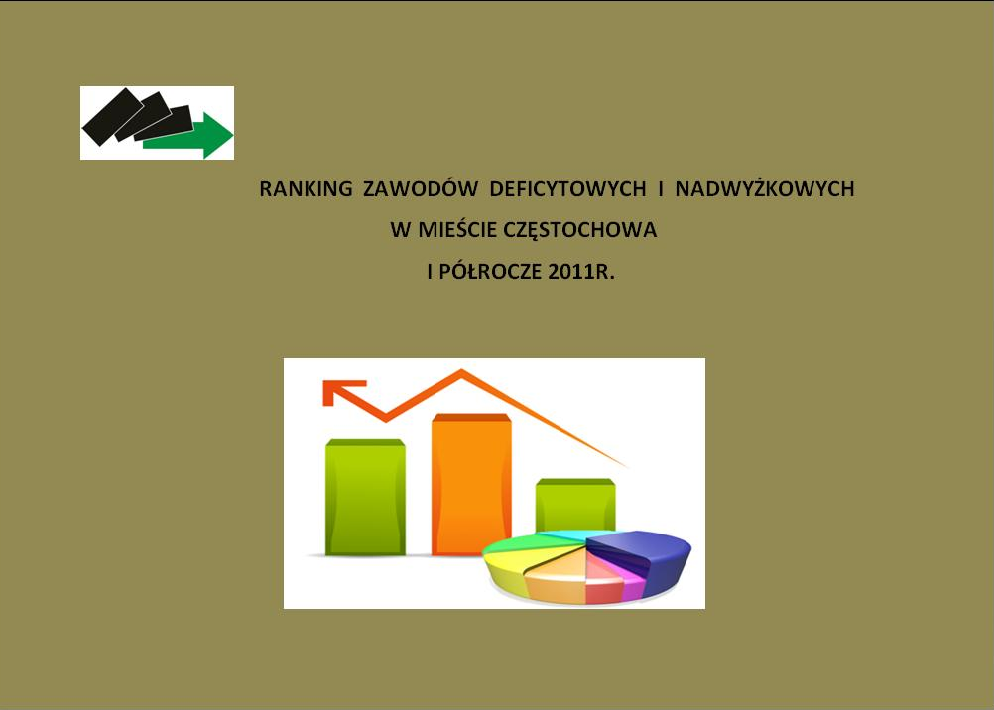 RANKING ZAWODÓW DEFICYTOWYCH I NADWYŻKOWYCH
W MIEŚCIE CZĘSTOCHOWA
I PÓŁROCZE 2011R.